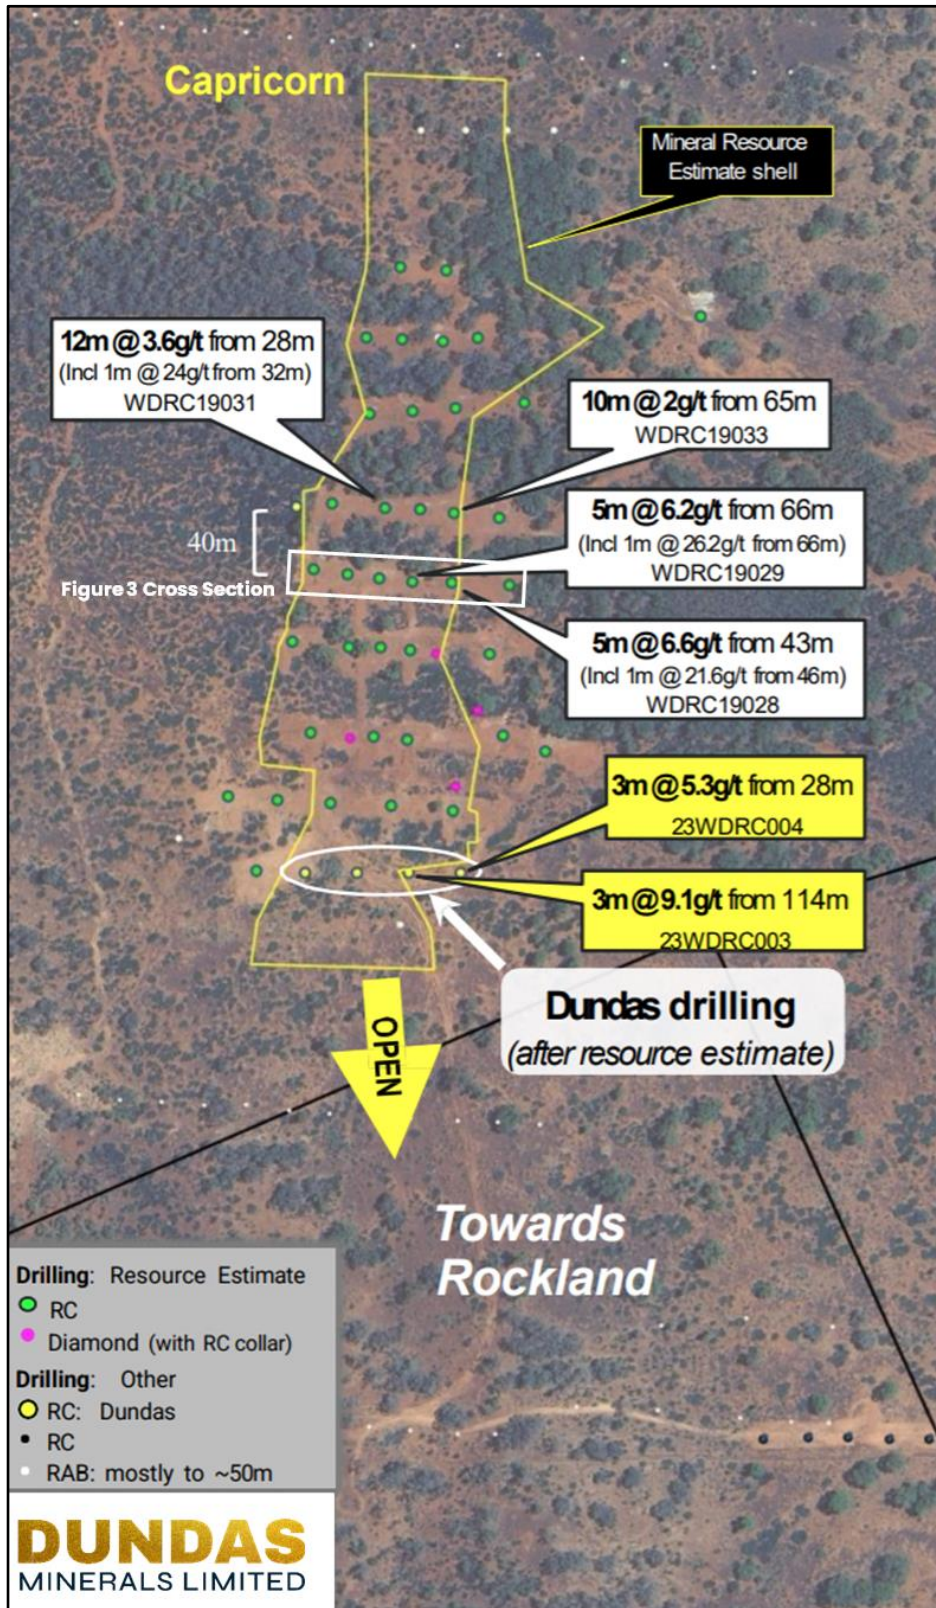 Capricorn
Mineral Resource
Estimate shell
12m @ 3.6g/t from 28m
(Incl 1m @ 24g/t from 32m)
WDRC19031
10m @ 2g/t from 65m
WDRC19033
40m
5m @ 6.2g/t from 66m
(Incl 1m @ 26.2g/t from 66m)
WDRC19029
Figure 3 Cross Section
5m @ 6.6g/t from 43m
(Incl 1m @ 21.6g/t from 46m)
WDRC19028
3m @ 5.3g/t from 28m
23WDRC004
3m @ 9.1g/t from 114m
23WDRC003
Dundas drilling
(after resource estimate)
OPEN
Towards
Rockland
Drilling: Resource Estimate
RC
Diamond (with RC collar)
Drilling: Other
RC: Dundas
RC
RAB: mostly to ~50m
DUNDAS
MINERALS LIMITED